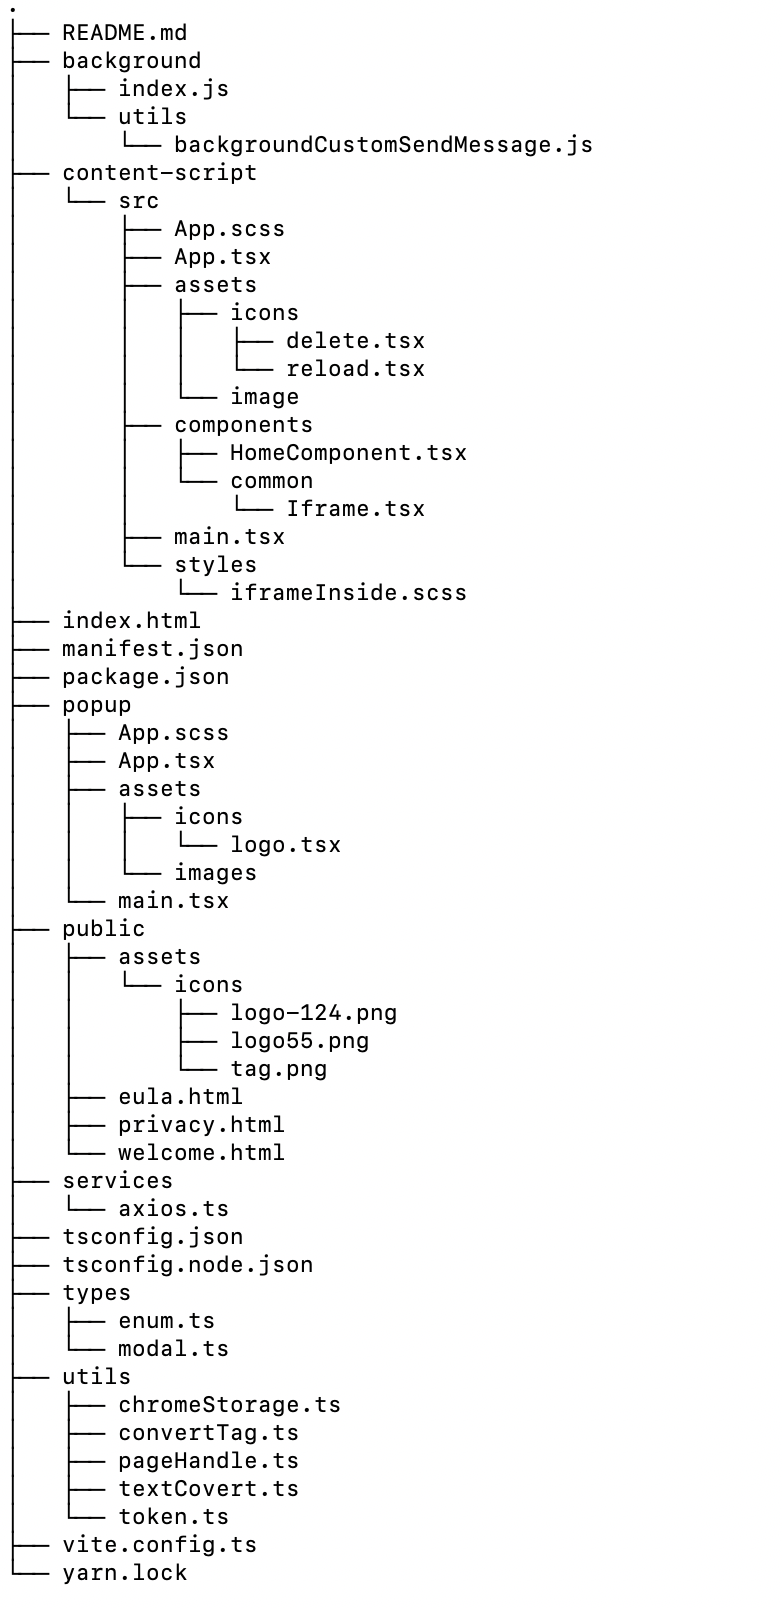 .
├── README.md
├── background
│   ├── index.js
│   └── utils
│       └── backgroundCustomSendMessage.js
├── content-script
│   └── src
│       ├── App.scss
│       ├── App.tsx
│       ├── assets
│       │   ├── icons
│       │   │   ├── delete.tsx
│       │   │   └── reload.tsx
│       │   └── image
│       ├── components
│       │   ├── HomeComponent.tsx
│       │   └── common
│       │       └── Iframe.tsx
│       ├── main.tsx
│       └── styles
│           └── iframeInside.scss
├── index.html
├── manifest.json
├── package.json
├── popup
│   ├── App.scss
│   ├── App.tsx
│   ├── assets
│   │   ├── icons
│   │   │   └── logo.tsx
│   │   └── images
│   └── main.tsx
├── public
│   ├── assets
│   │   └── icons
│   │       ├── logo-124.png
│   │       ├── logo55.png
│   │       └── tag.png
│   ├── eula.html
│   ├── privacy.html
│   └── welcome.html
├── services
│   └── axios.ts
├── tsconfig.json
├── tsconfig.node.json
├── types
│   ├── enum.ts
│   └── modal.ts
├── utils
│   ├── chromeStorage.ts
│   ├── convertTag.ts
│   ├── pageHandle.ts
│   ├── textCovert.ts
│   └── token.ts
├── vite.config.ts
└── yarn.lock